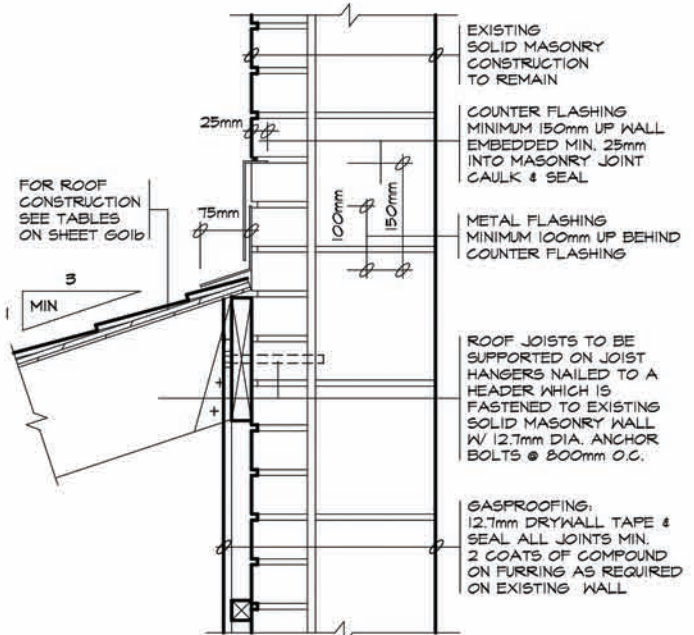 EXISTING
SOLID MASONRY
CONSTRUCTION
TO REMAIN
25mm
COUNTER FLASHING
MINIMUM 150mm UP WALL
EMBEDDED MIN. 25mm
INTO MASONRY JOINT
CAULK & SEAL
FOR ROOF
CONSTRUCTION
SEE TABLES
ON SHEET G01b
75mm
100mm
150mm
METAL FLASHING
MINIMUM 100mm UP BEHIND
COUNTER FLASHING
3
1
MIN
ROOF JOISTS TO BE
SUPPORTED ON JOIST
HANGERS NAILED TO A
HEADER WHICH IS
FASTENED TO EXISTING
SOLID MASONRY WALL
W/ 12.7mm DIA. ANCHOR
BOLTS @ 800mm O.C.
GASPROOFING:
12.7mm DRYWALL TAPE &
SEAL ALL JOINTS MIN.
2 COATS OF COMPOUND
ON FURRING AS REQUIRED
ON EXISTING WALL